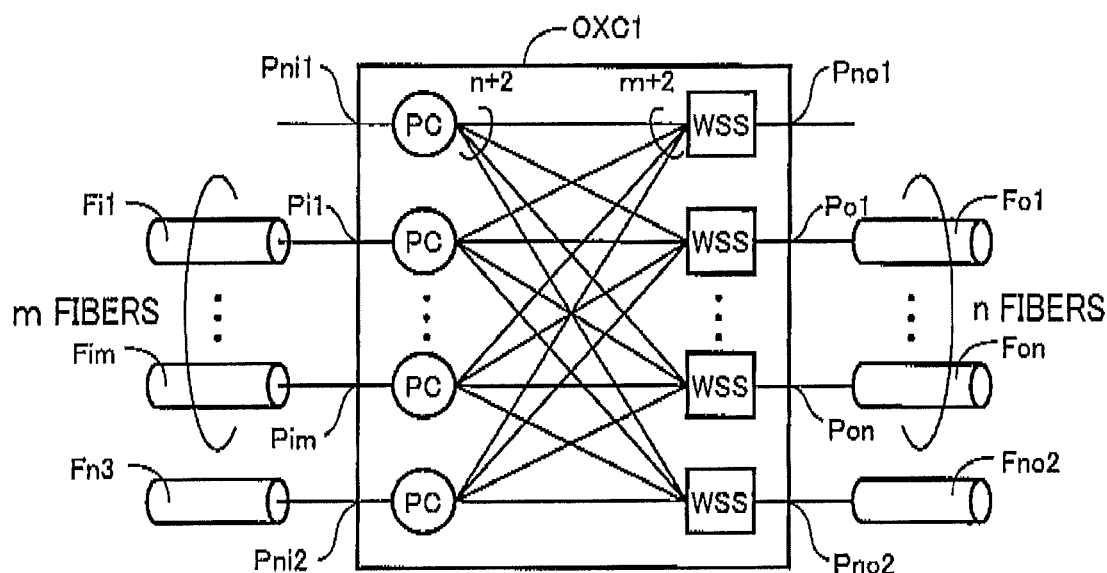 OXC1
Pni1
n+2
m+2
Pno1
PC
WSS
Fi1
Pi1
PC
WSS
Po1
Fo1
m FIBERS
n FIBERS
Fim
Pim
PC
WSS
Pon
Fon
Fn3
Pni2
PC
WSS
Pno2
Fno2